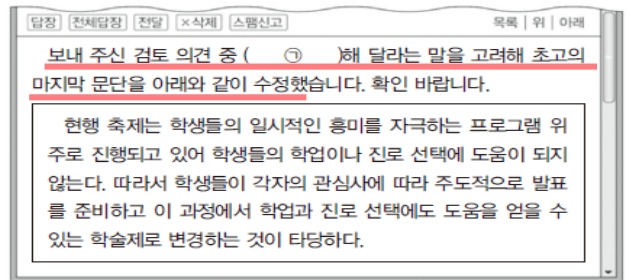 답장 전체답장 전달 ×삭제 스팸신고 목록 | 위 | 아래
보내 주신 검토 의견 중 ( ㉠ )해 달라는 말을 고려해 초고의
마지막 문단을 아래와 같이 수정했습니다. 확인 바랍니다.
현행 축제는 학생들의 일시적인 흥미를 자극하는 프로그램 위
주로 진행되고 있어 학생들의 학업이나 진로 선택에 도움이 되지
않는다. 따라서 학생들이 각자의 관심사에 따라 주도적으로 발표
를 준비하고 이 과정에서 학업과 진로 선택에도 도움을 얻을 수
있는 학술제로 변경하는 것이 타당하다.